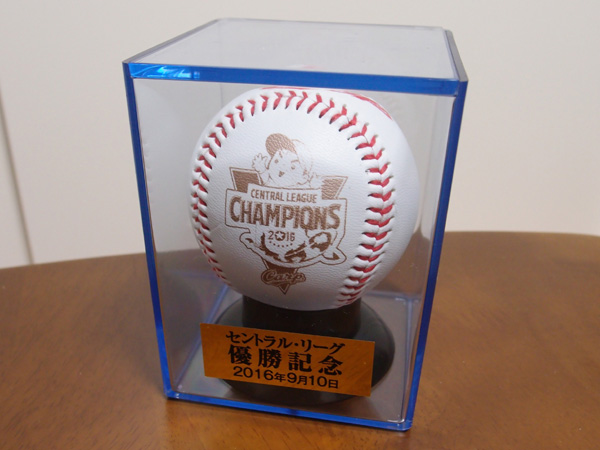 CENTRAL LEAGUE
CHAMPIONS
2016
Carp
セントラル・リーグ
優勝記念
2016年9月10日